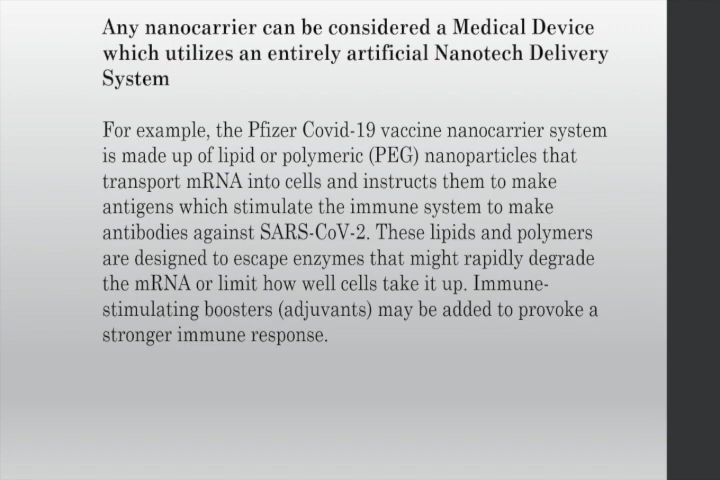 Any nanocarrier can be considered a Medical Device
which utilizes an entirely artificial Nanotech Delivery
System
For example, the Pfizer Covid-19 vaccine nanocarrier system
is made up of lipid or polymeric (PEG) nanoparticles that
transport mRNA into cells and instructs them to make
antigens which stimulate the immune system to make
antibodies against SARS-CoV-2. These lipids and polymers
are designed to escape enzymes that might rapidly degrade
the mRNA or limit how well cells take it up. Immune-
stimulating boosters (adjuvants) may be added to provoke a
stronger immune response.